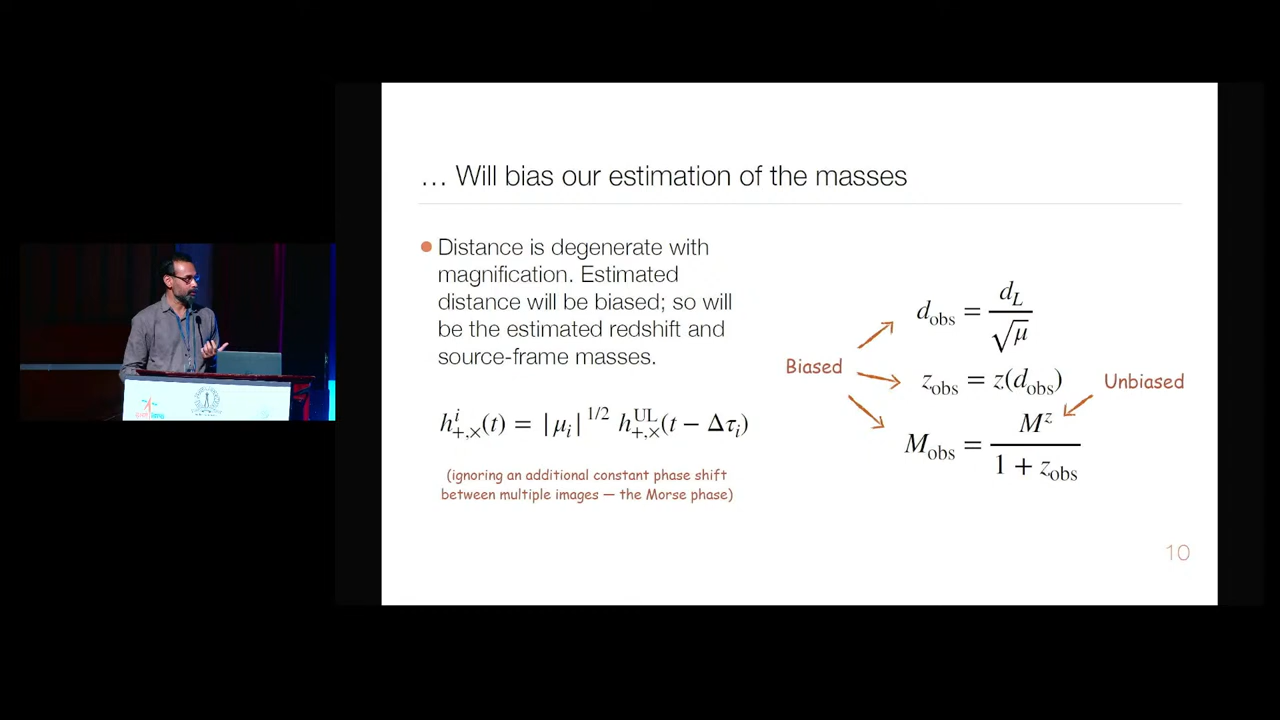 … Will bias our estimation of the masses
● Distance is degenerate with
magnification. Estimated
distance will be biased; so will
be the estimated redshift and
source-frame masses.
h^i_{+,×}(t) = |μ_i|^{1/2} h^{UL}_{+,×}(t − Δτ_i)
(ignoring an additional constant phase shift
between multiple images — the Morse phase)
Biased
d_obs = d_L / √μ
z_obs = z(d_obs)
Unbiased
M_obs = M^z / (1 + z_obs)
10